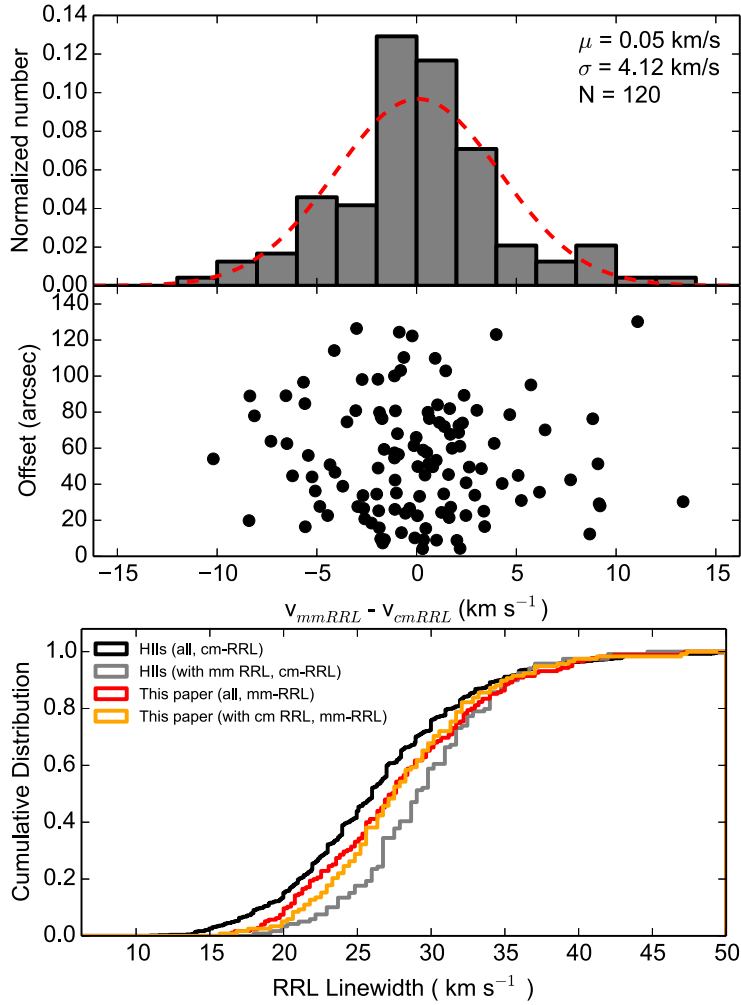 0.14
0.12
0.10
0.08
0.06
0.04
0.02
0.00
Normalized number
μ = 0.05 km/s
σ = 4.12 km/s
N = 120
140
120
100
80
60
40
20
0
Offset (arcsec)
−15 −10 −5 0 5 10 15
v_mmRRL - v_cmRRL (km s⁻¹)
1.0
0.8
0.6
0.4
0.2
0.0
Cumulative Distribution
HIIs (all, cm-RRL)
HIIs (with mm RRL, cm-RRL)
This paper (all, mm-RRL)
This paper (with cm RRL, mm-RRL)
10 15 20 25 30 35 40 45 50
RRL Linewidth ( km s⁻¹)